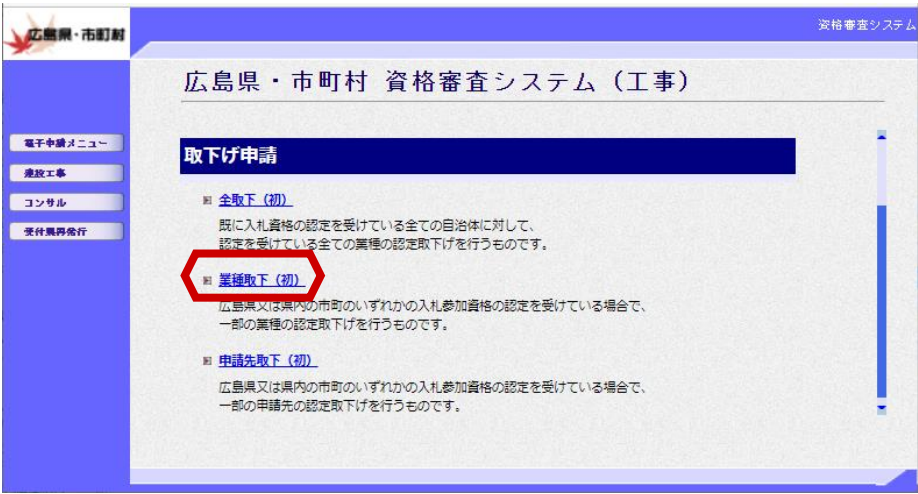 広島県・市町村
資格審査システム
広島県・市町村 資格審査システム（工事）
電子申請メニュー
建設工事
コンサル
受付票再発行
取下げ申請
全取下（初）
既に入札資格の認定を受けている全ての自治体に対して、
認定を受けている全ての業種の認定取下げを行うものです。
業種取下（初）
広島県又は県内の市町のいずれかの入札参加資格の認定を受けている場合で、
一部の業種の認定取下げを行うものです。
申請先取下（初）
広島県又は県内の市町のいずれかの入札参加資格の認定を受けている場合で、
一部の申請先の認定取下げを行うものです。